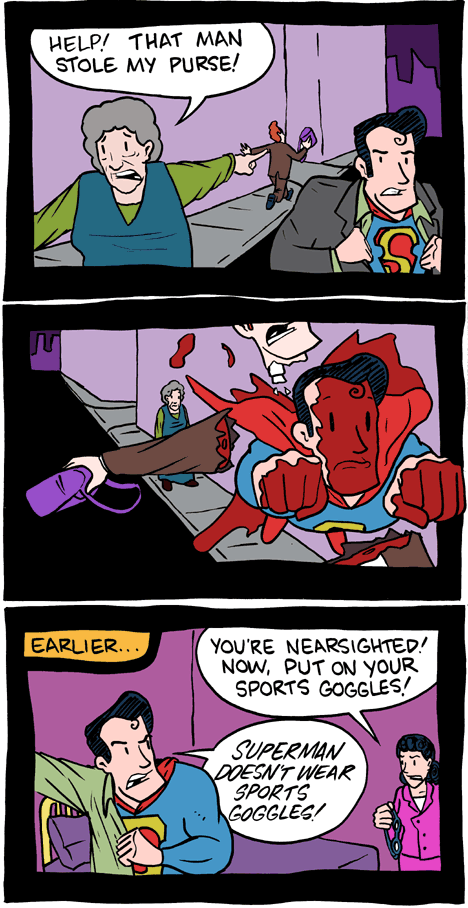 HELP! THAT MAN
STOLE MY PURSE!
S
EARLIER...
YOU'RE NEARSIGHTED!
NOW, PUT ON YOUR
SPORTS GOGGLES!
SUPERMAN
DOESN'T WEAR
SPORTS
GOGGLES!